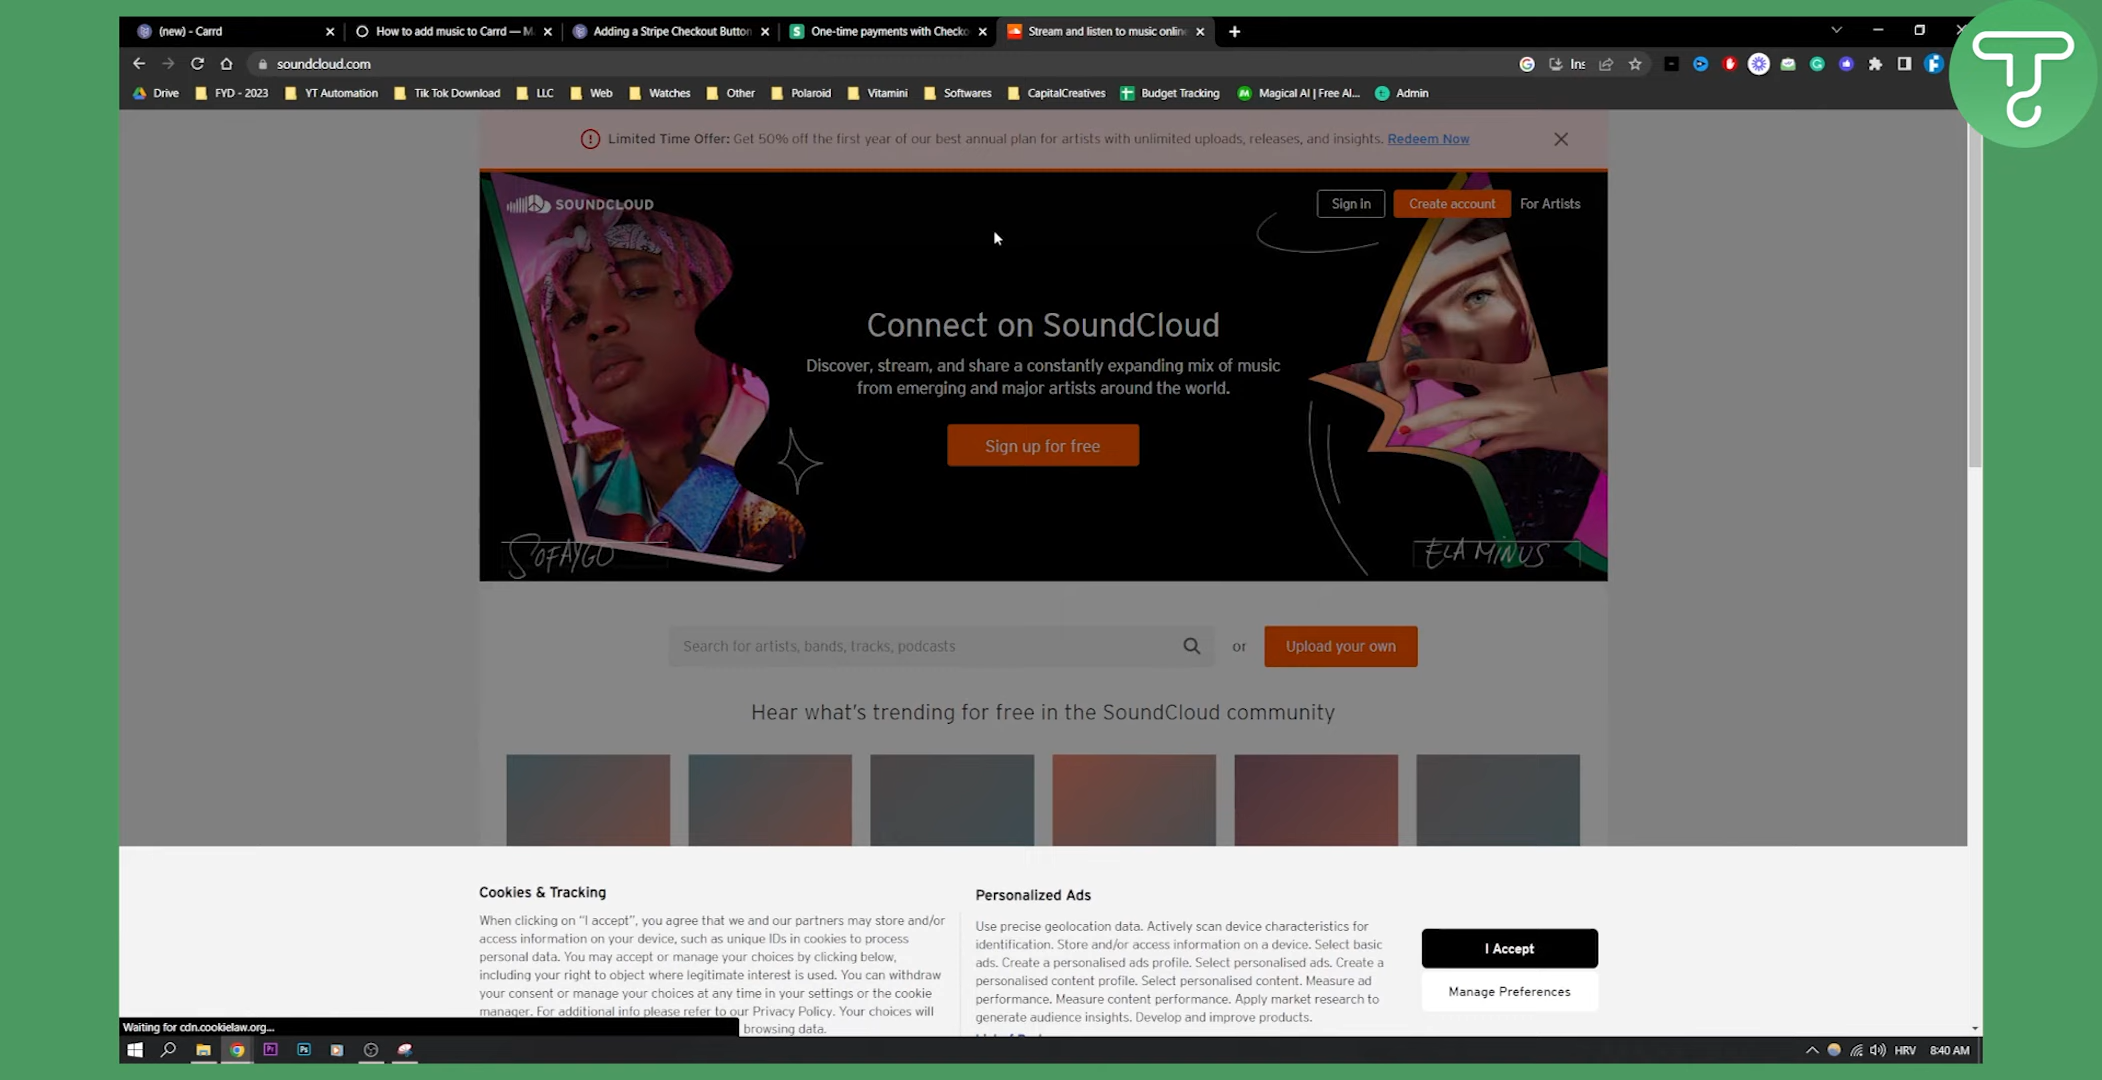 (new) - Carrd
How to add music to Carrd — M
Adding a Stripe Checkout Button
One-time payments with Checko
Stream and listen to music online
soundcloud.com
Ins
Drive
FYD - 2023
YT Automation
Tik Tok Download
LLC
Web
Watches
Other
Polaroid
Vitamini
Softwares
CapitalCreatives
Budget Tracking
Magical AI | Free AI...
Admin
Limited Time Offer: Get 50% off the first year of our best annual plan for artists with unlimited uploads, releases, and insights. Redeem Now
SOUNDCLOUD
Sign in
Create account
For Artists
Connect on SoundCloud
Discover, stream, and share a constantly expanding mix of music
from emerging and major artists around the world.
Sign up for free
SOFAYGO
ELA MINUS
Search for artists, bands, tracks, podcasts
or
Upload your own
Hear what's trending for free in the SoundCloud community
Cookies & Tracking
When clicking on "I accept", you agree that we and our partners may store and/or
access information on your device, such as unique IDs in cookies to process
personal data. You may accept or manage your choices by clicking below,
including your right to object where legitimate interest is used. You can withdraw
your consent or manage your choices at any time in your settings or the cookie
manager. For additional info please refer to our Privacy Policy. Your choices will
browsing data.
Personalized Ads
Use precise geolocation data. Actively scan device characteristics for
identification. Store and/or access information on a device. Select basic
ads. Create a personalised ads profile. Select personalised ads. Create a
personalised content profile. Select personalised content. Measure ad
performance. Measure content performance. Apply market research to
generate audience insights. Develop and improve products.
I Accept
Manage Preferences
Waiting for cdn.cookielaw.org...
Pr
Ps
HRV
8:40 AM